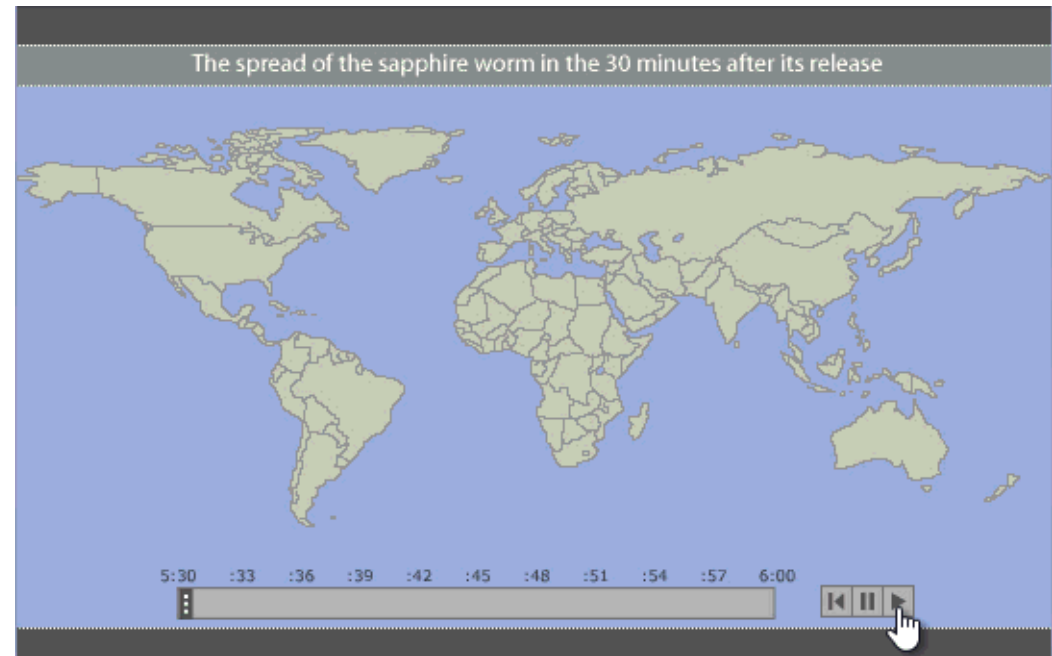 The spread of the sapphire worm in the 30 minutes after its release
5:30 :33 :36 :39 :42 :45 :48 :51 :54 :57 6:00